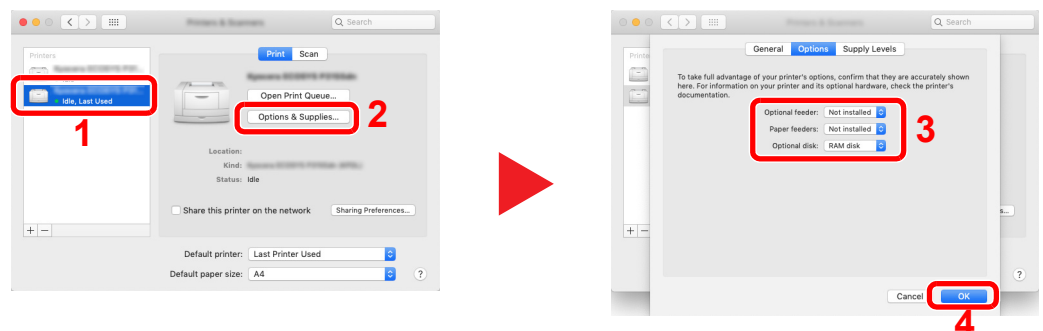 Search
Printers
Print Scan
Idle, Last Used
1
Open Print Queue...
Options & Supplies...
2
Location:
Kind:
Status: Idle
Share this printer on the network Sharing Preferences...
+ −
Default printer: Last Printer Used
Default paper size: A4
?
Search
General Options Supply Levels
To take full advantage of your printer's options, confirm that they are accurately shown
here. For information on your printer and its optional hardware, check the printer's
documentation.
Optional feeder: Not installed
Paper feeders: Not installed
Optional disk: RAM disk
3
+ −
?
Cancel OK
4